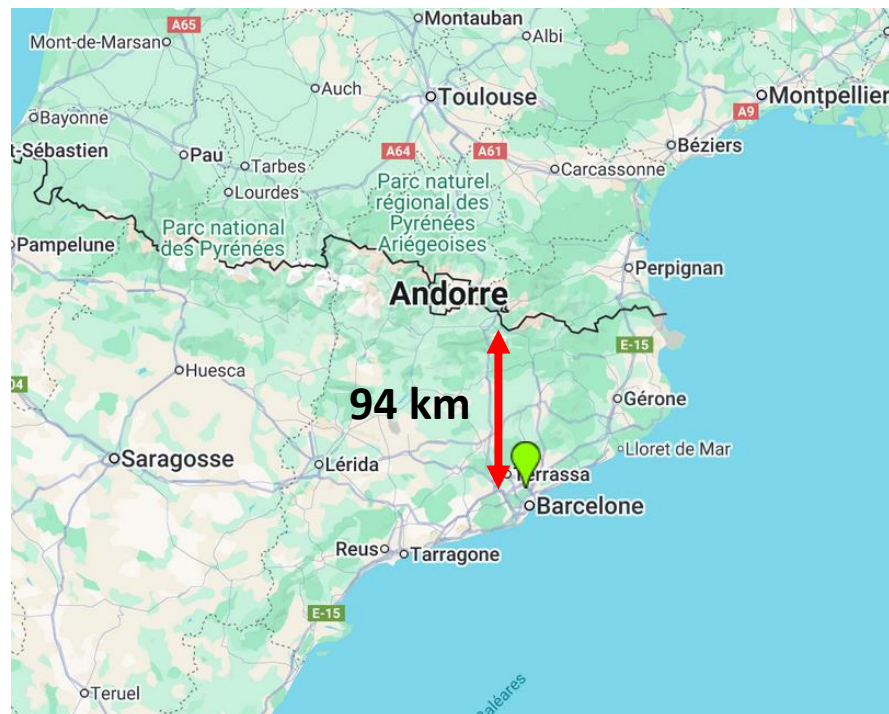 A65
Montauban
Mont-de-Marsan
Albi
Auch
Toulouse
Montpellier
A9
Bayonne
t-Sébastien
Pau
A64
A61
Béziers
Tarbes
Carcassonne
Lourdes
Parc naturel
régional des
Pyrénées
Ariégeoises
Parc national
des Pyrénées
Pampelune
Perpignan
Andorre
E-15
Huesca
04
94 km
Gérone
Saragosse
Lérida
Lloret de Mar
Terrassa
Barcelone
Reus
Tarragone
E-15
Teruel
aléares